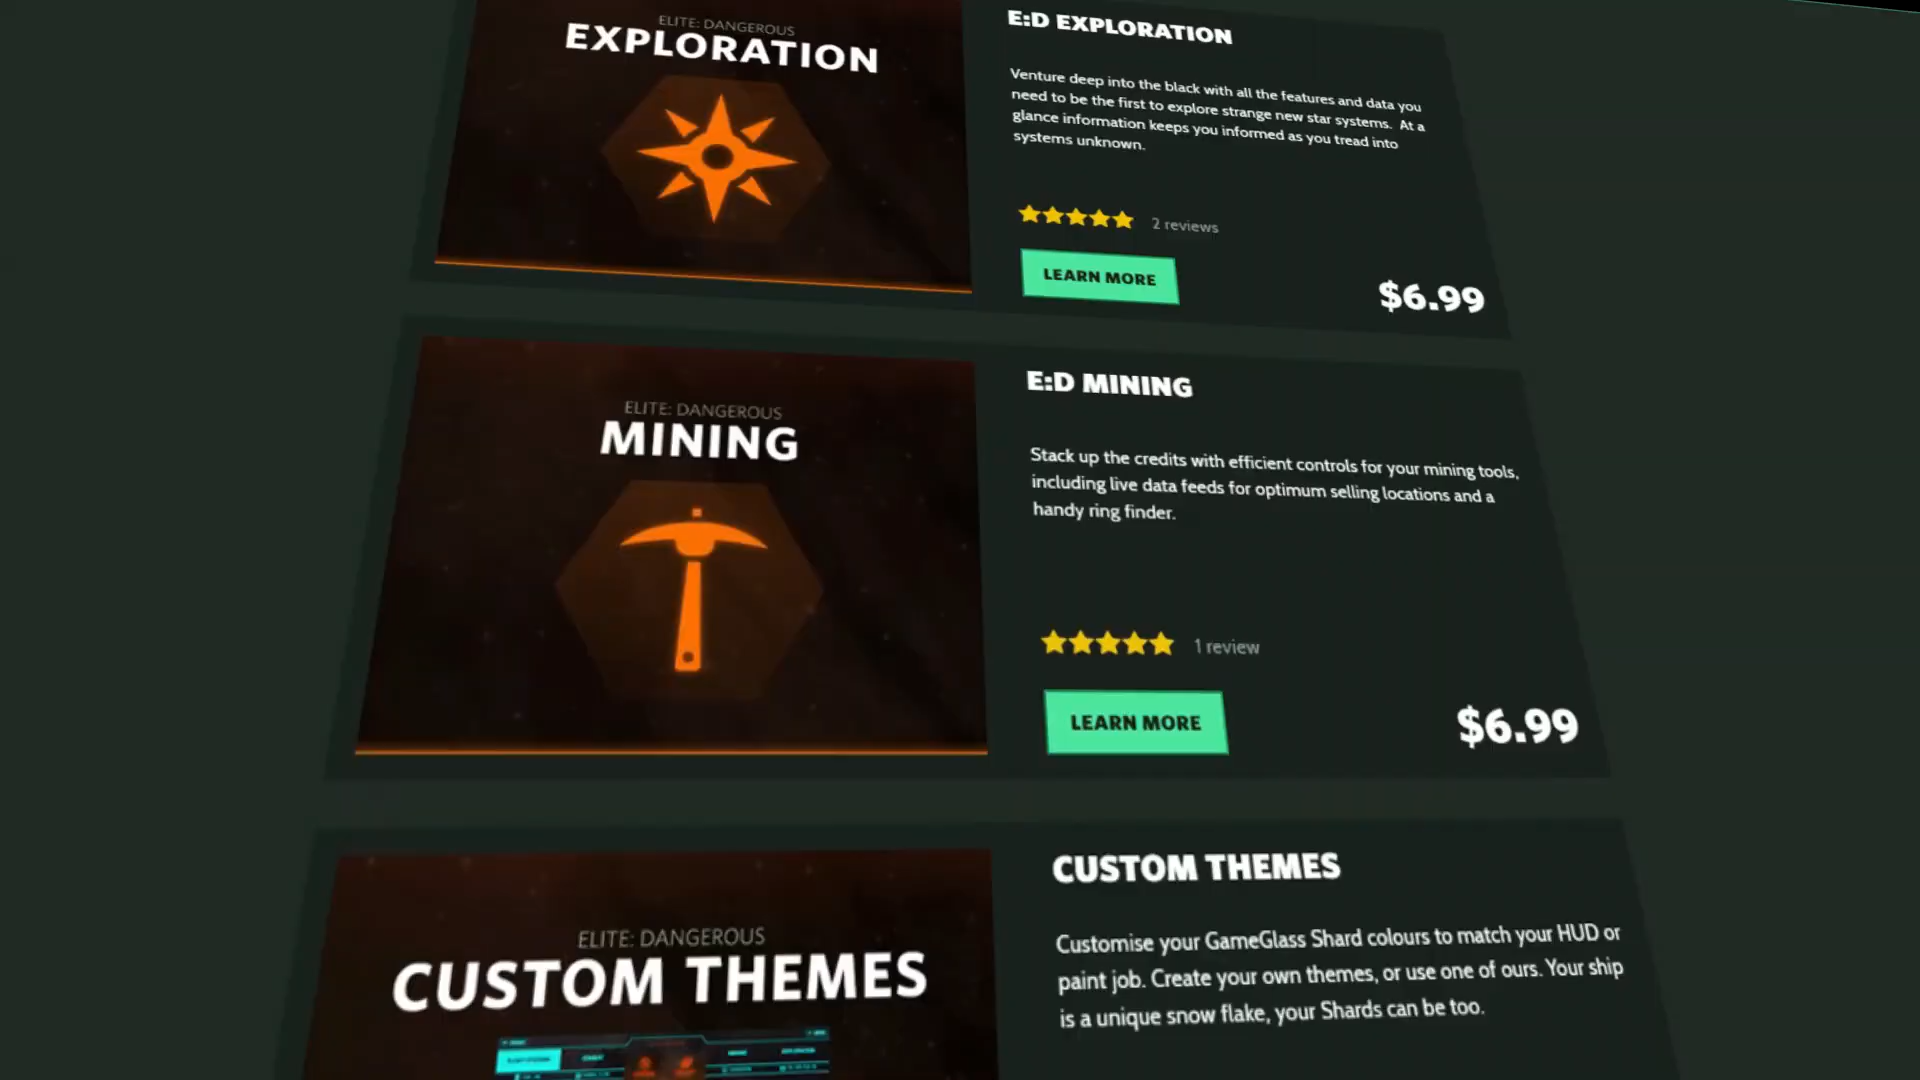 ELITE: DANGEROUS
EXPLORATION
E:D EXPLORATION
Venture deep into the black with all the features and data you
need to be the first to explore strange new star systems. At a
glance information keeps you informed as you tread into
systems unknown.
2 reviews
LEARN MORE
$6.99
ELITE: DANGEROUS
MINING
E:D MINING
Stack up the credits with efficient controls for your mining tools,
including live data feeds for optimum selling locations and a
handy ring finder.
1 review
LEARN MORE
$6.99
ELITE: DANGEROUS
CUSTOM THEMES
CUSTOM THEMES
Customise your GameGlass Shard colours to match your HUD or
paint job. Create your own themes, or use one of ours. Your ship
is a unique snow flake, your Shards can be too.